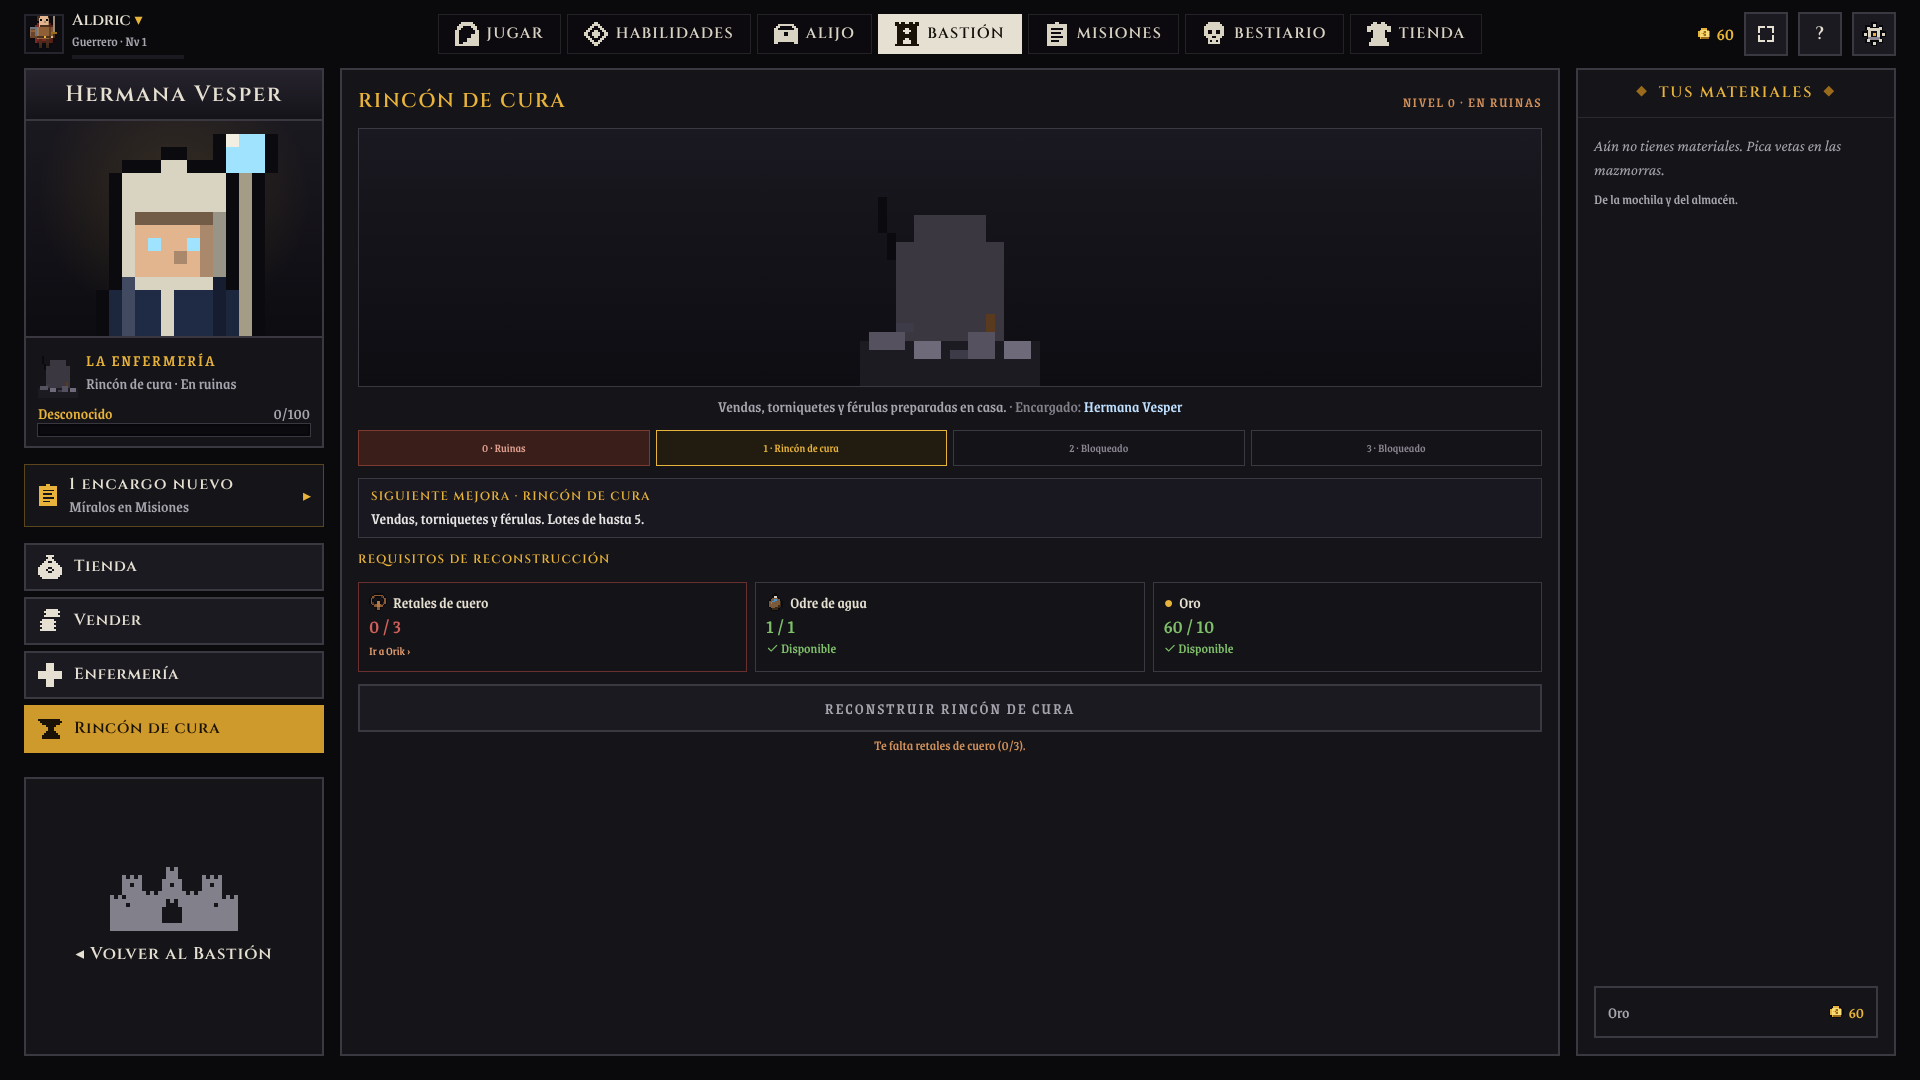 ALDRIC ▾
Guerrero · Nv 1
JUGAR
HABILIDADES
ALIJO
BASTIÓN
MISIONES
BESTIARIO
TIENDA
60
?
HERMANA VESPER
LA ENFERMERÍA
Rincón de cura · En ruinas
Desconocido 0/100
1 ENCARGO NUEVO
Míralos en Misiones
▸
TIENDA
VENDER
ENFERMERÍA
RINCÓN DE CURA
◂ VOLVER AL BASTIÓN
RINCÓN DE CURA
NIVEL 0 · EN RUINAS
Vendas, torniquetes y férulas preparadas en casa. · Encargado: Hermana Vesper
0 · Ruinas
1 · Rincón de cura
2 · Bloqueado
3 · Bloqueado
SIGUIENTE MEJORA · RINCÓN DE CURA
Vendas, torniquetes y férulas. Lotes de hasta 5.
REQUISITOS DE RECONSTRUCCIÓN
Retales de cuero
0 / 3
Ir a Orik ›
Odre de agua
1 / 1
✓ Disponible
Oro
60 / 10
✓ Disponible
RECONSTRUIR RINCÓN DE CURA
Te falta retales de cuero (0/3).
◆ TUS MATERIALES ◆
Aún no tienes materiales. Pica vetas en las
mazmorras.
De la mochila y del almacén.
Oro 60